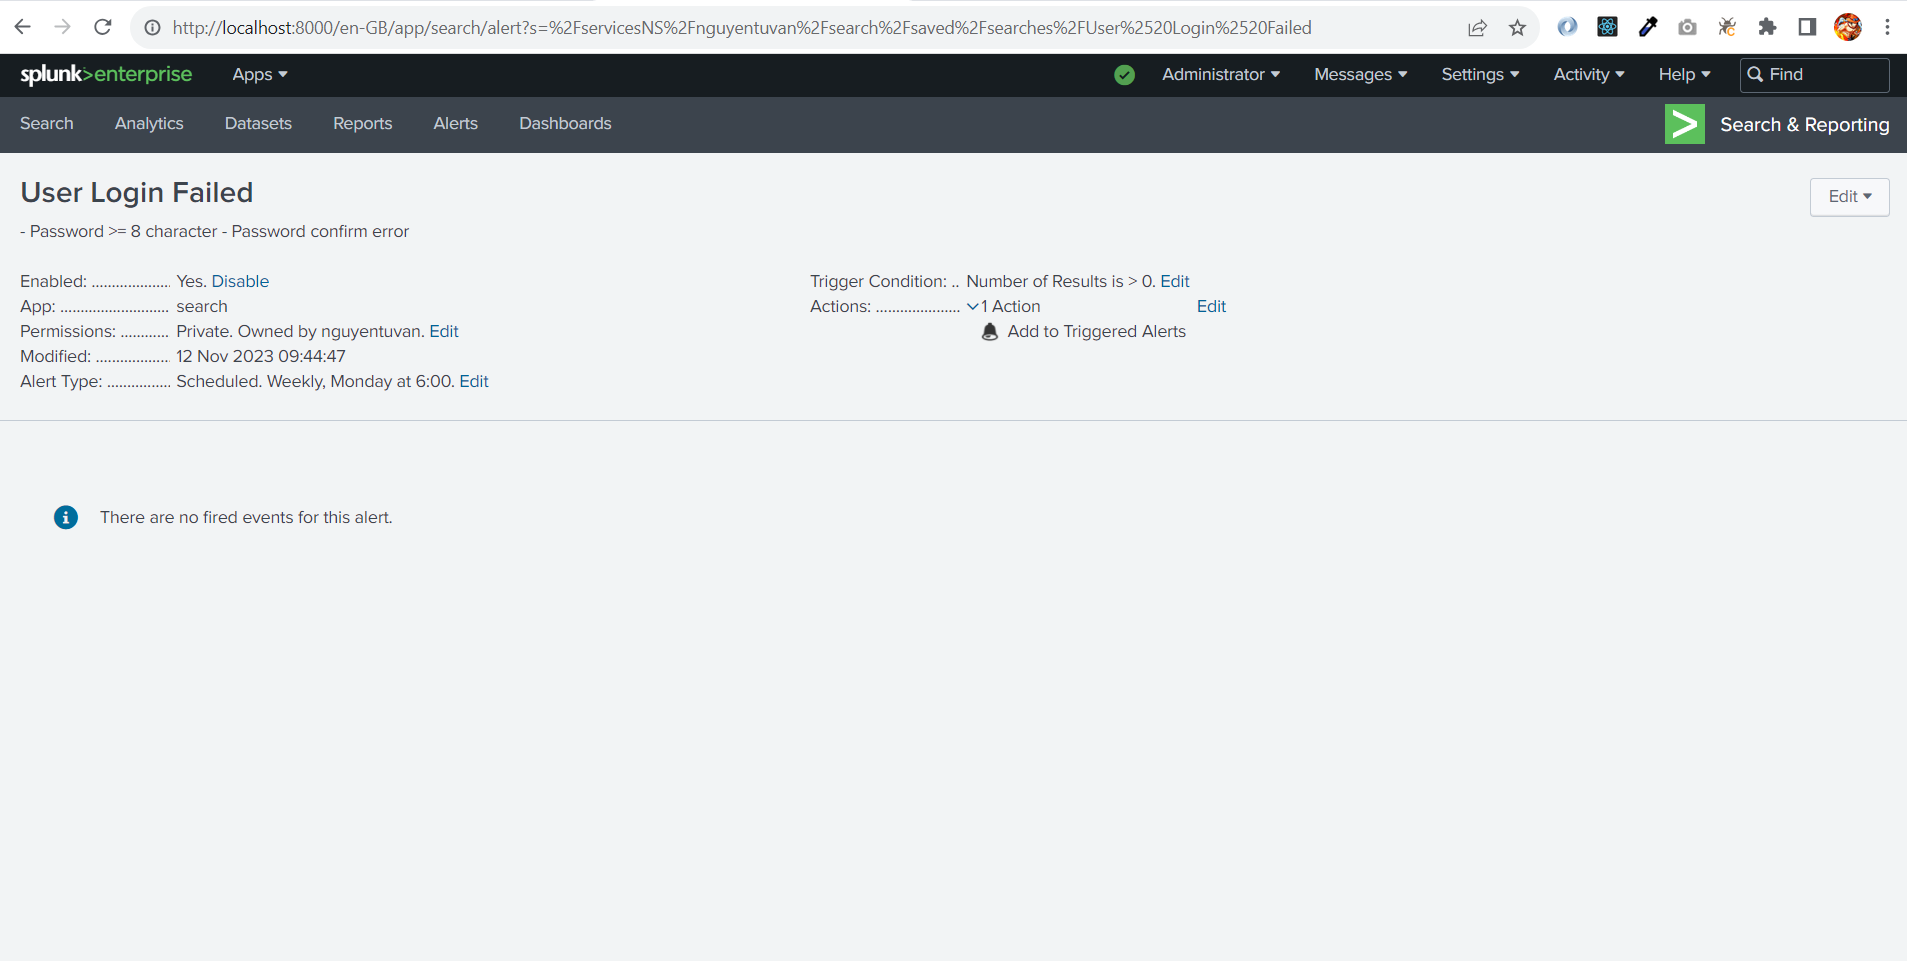 http://localhost:8000/en-GB/app/search/alert?s=%2FservicesNS%2Fnguyentuvan%2Fsearch%2Fsaved%2Fsearches%2FUser%2520Login%2520Failed
splunk>enterprise Apps Administrator Messages Settings Activity Help Find
Search Analytics Datasets Reports Alerts Dashboards Search & Reporting
User Login Failed Edit
- Password >= 8 character - Password confirm error
Enabled: ................... Yes. Disable
App: ........................... search
Permissions: ............ Private. Owned by nguyentuvan. Edit
Modified: .................. 12 Nov 2023 09:44:47
Alert Type: ................ Scheduled. Weekly, Monday at 6:00. Edit
Trigger Condition: .. Number of Results is > 0. Edit
Actions: ..................... 1 Action Edit
Add to Triggered Alerts
There are no fired events for this alert.